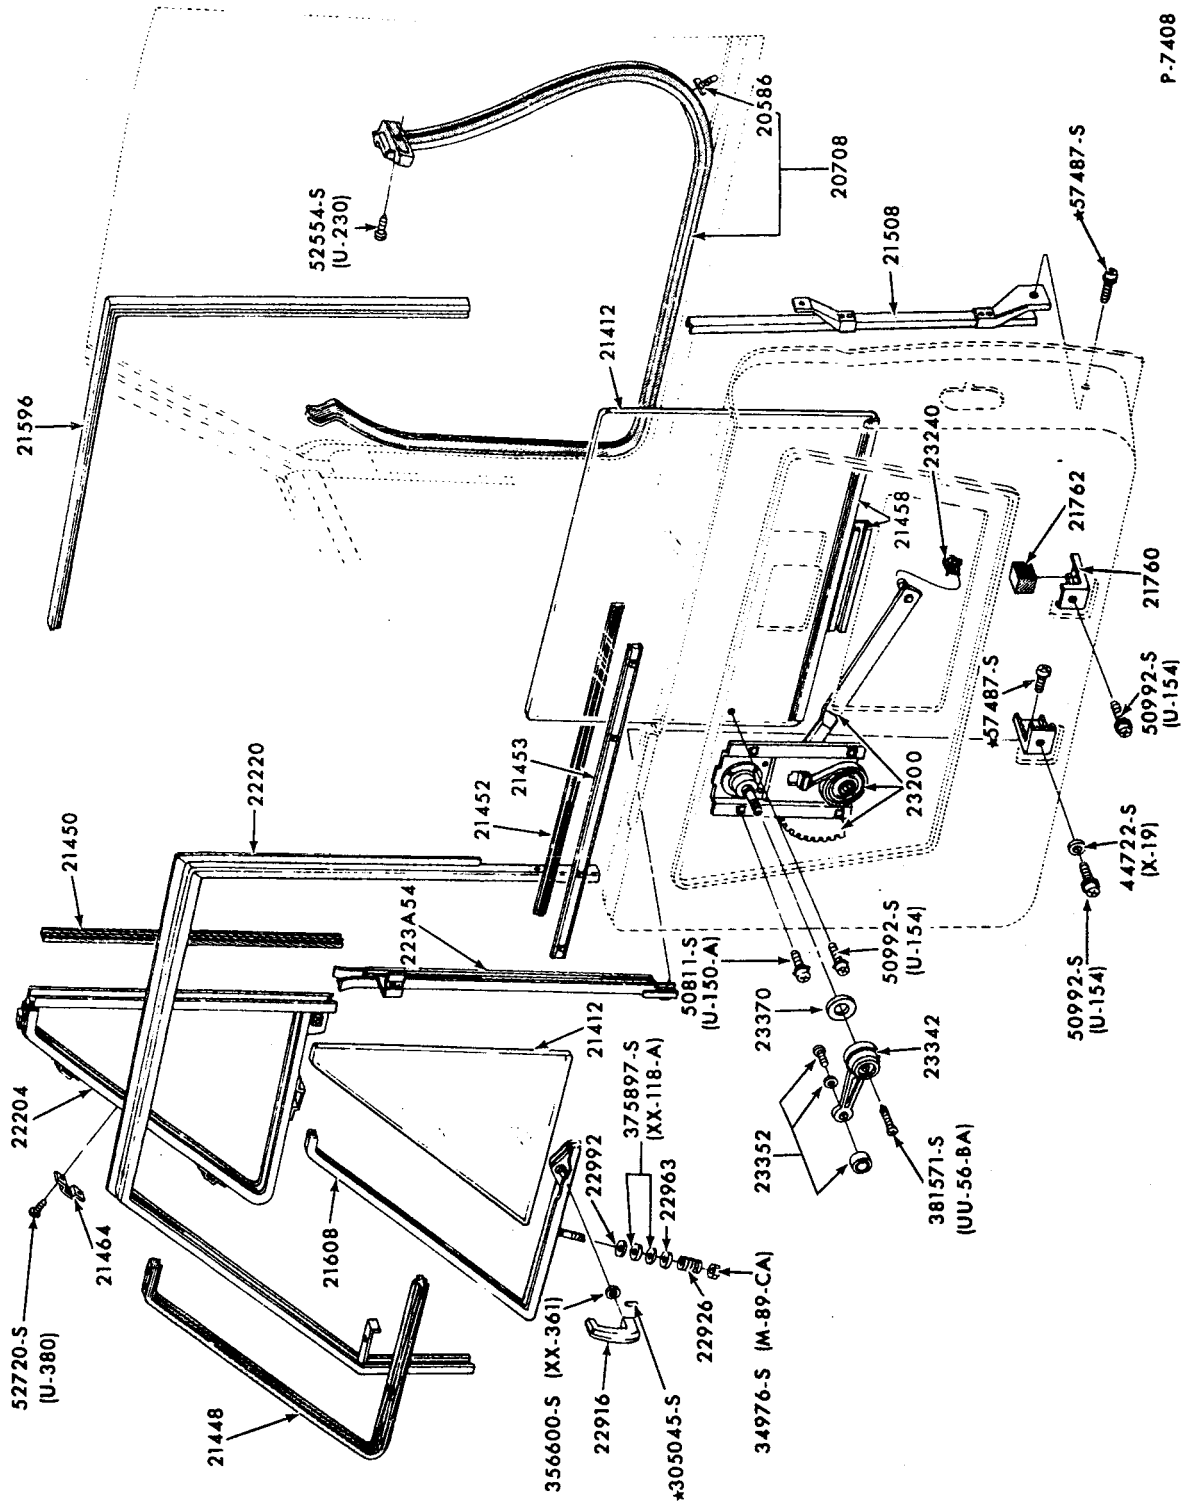 P-7408
21596
52554-S
(U-230)
20586
20708
21412
21508
★57487-S
21450
22220
21452
21453
21458
23240
21762
21760
★57487-S
50992-S
(U-154)
23200
22204
223A54
44722-S
(X-19)
50992-S
(U-154)
50811-S
(U-150-A)
50992-S
(U-154)
52720-S
(U-380)
21464
21412
21608
22992
375897-S
(XX-118-A)
22963
23370
23342
23352
381571-S
(UU-56-BA)
21448
356600-S (XX-361)
22916
★305045-S
22926
34976-S (M-89-CA)